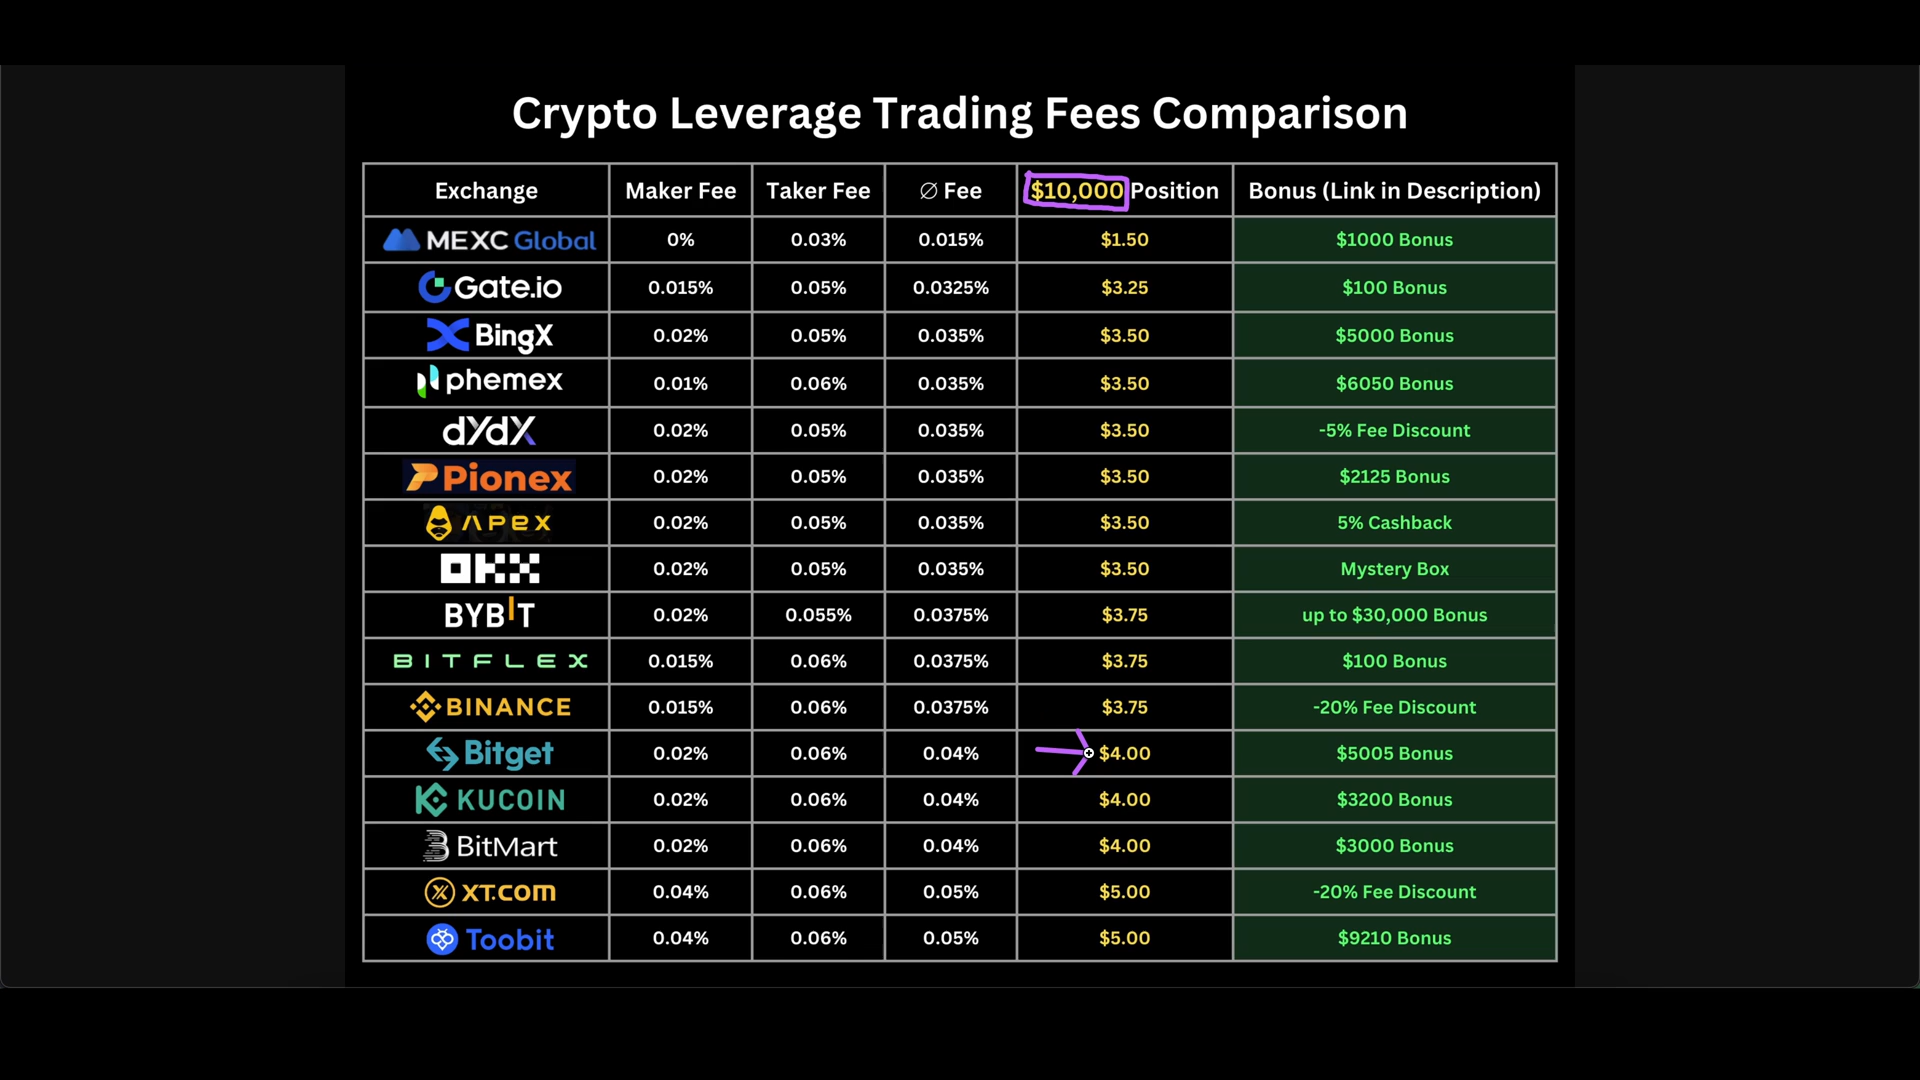 Crypto Leverage Trading Fees Comparison
Exchange Maker Fee Taker Fee ∅ Fee $10,000 Position Bonus (Link in Description)
MEXC Global 0% 0.03% 0.015% $1.50 $1000 Bonus
Gate.io 0.015% 0.05% 0.0325% $3.25 $100 Bonus
BingX 0.02% 0.05% 0.035% $3.50 $5000 Bonus
phemex 0.01% 0.06% 0.035% $3.50 $6050 Bonus
dYdX 0.02% 0.05% 0.035% $3.50 -5% Fee Discount
Pionex 0.02% 0.05% 0.035% $3.50 $2125 Bonus
APEX 0.02% 0.05% 0.035% $3.50 5% Cashback
OKX 0.02% 0.05% 0.035% $3.50 Mystery Box
BYBIT 0.02% 0.055% 0.0375% $3.75 up to $30,000 Bonus
BITFLEX 0.015% 0.06% 0.0375% $3.75 $100 Bonus
BINANCE 0.015% 0.06% 0.0375% $3.75 -20% Fee Discount
Bitget 0.02% 0.06% 0.04% $4.00 $5005 Bonus
KUCOIN 0.02% 0.06% 0.04% $4.00 $3200 Bonus
BitMart 0.02% 0.06% 0.04% $4.00 $3000 Bonus
XT.COM 0.04% 0.06% 0.05% $5.00 -20% Fee Discount
Toobit 0.04% 0.06% 0.05% $5.00 $9210 Bonus